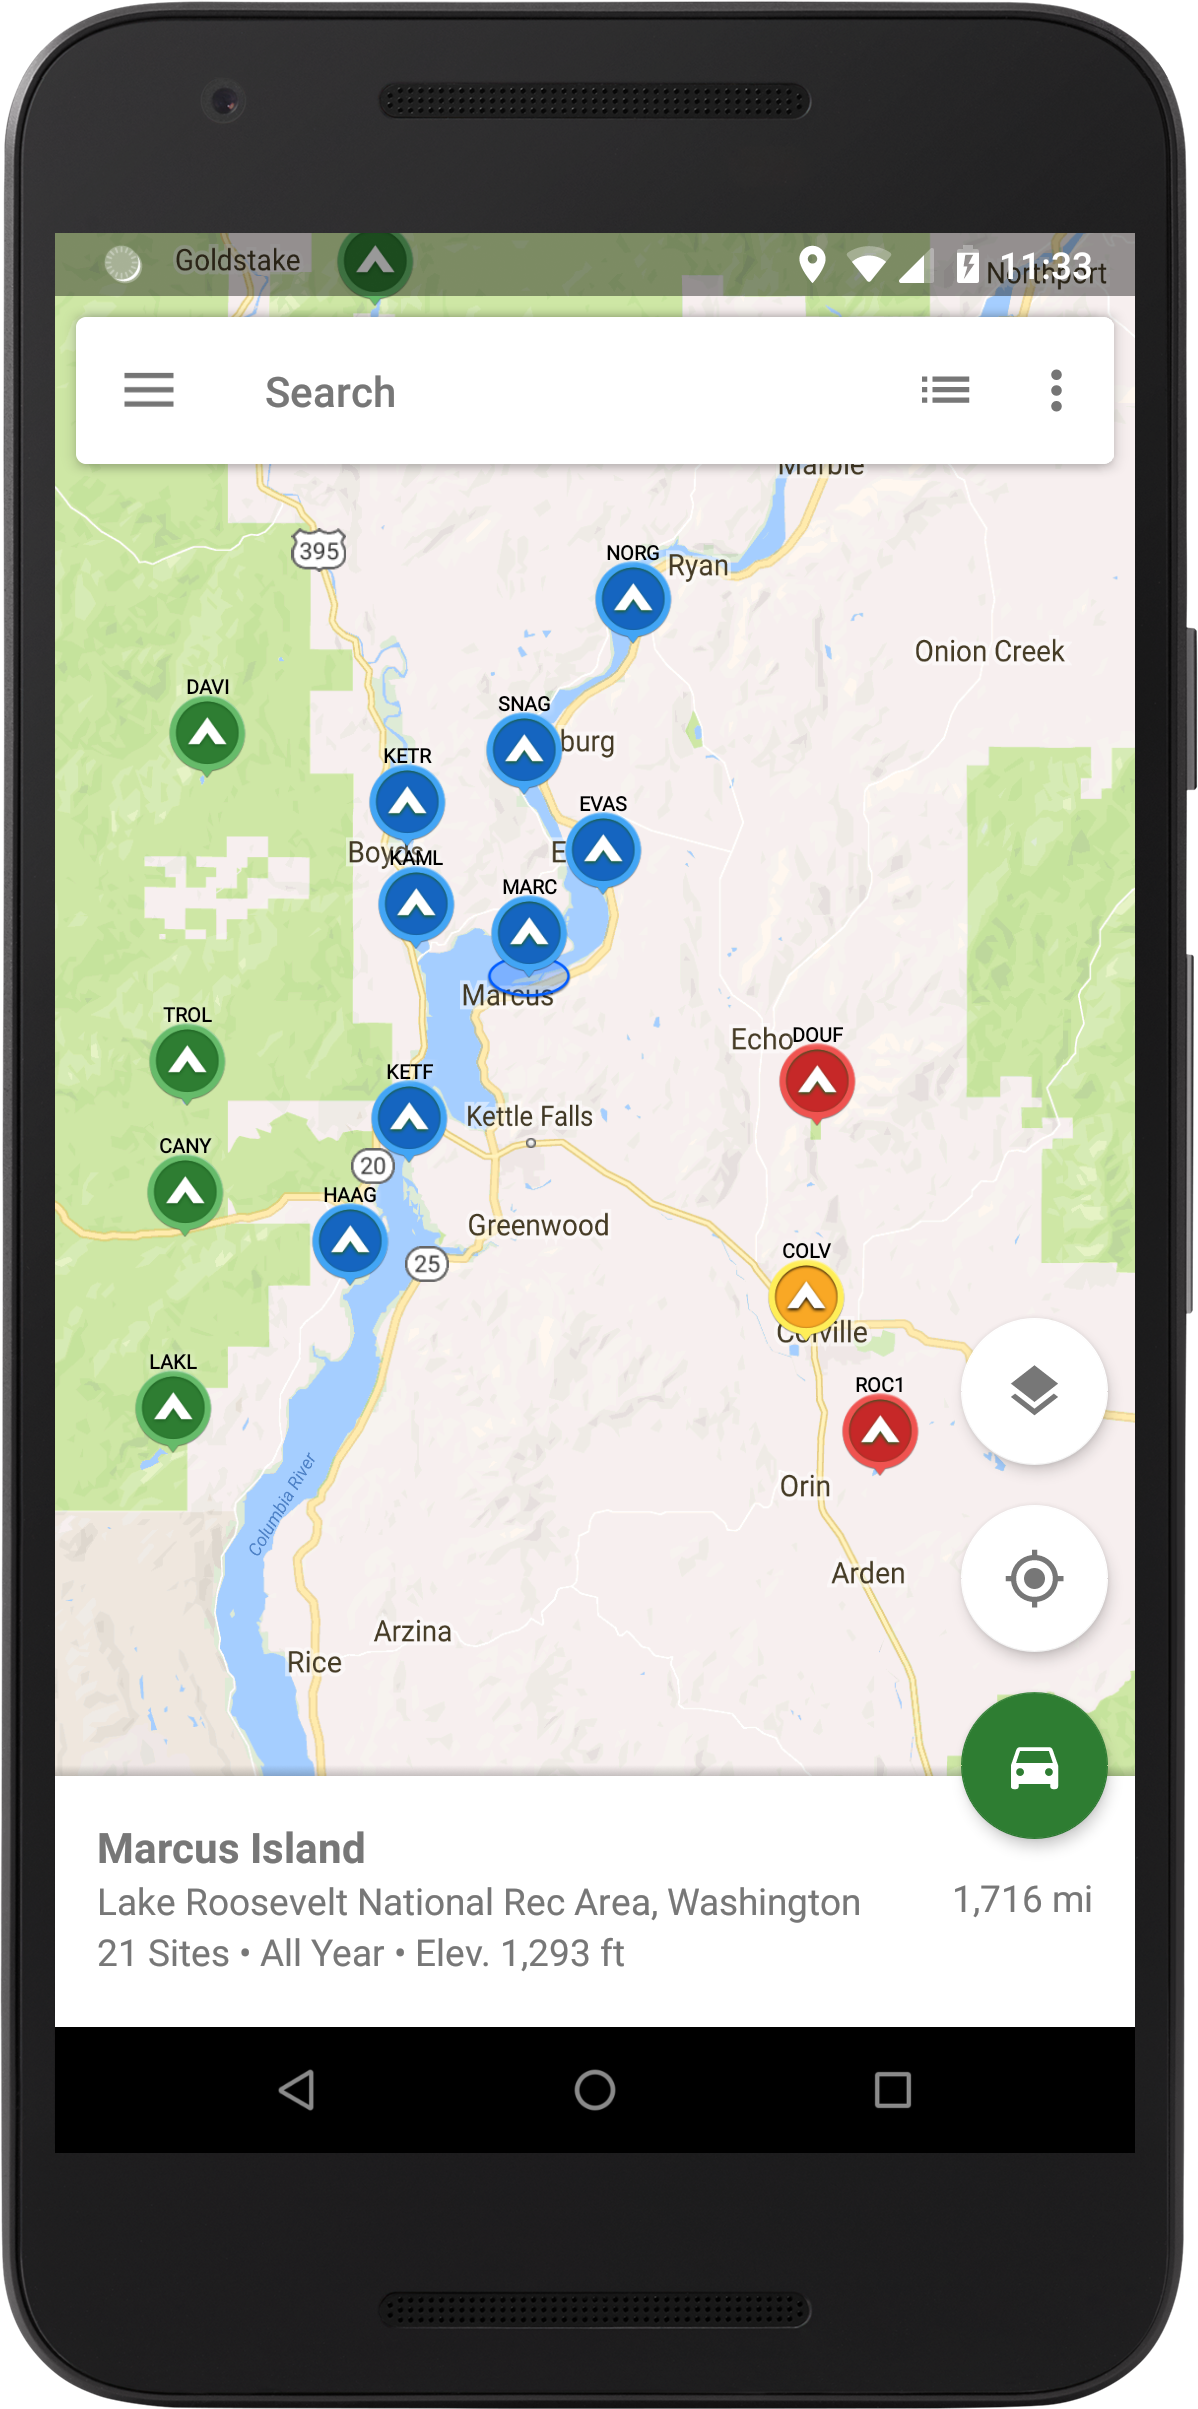 Goldstake
11:33
Northport
Search
Marble
395
NORG
Ryan
Onion Creek
DAVI
SNAG
burg
KETR
EVAS
Boyds
E
KAML
MARC
Marcus
TROL
Echo
DOUF
KETF
Kettle Falls
CANY
20
HAAG
Greenwood
COLV
25
Colville
LAKL
ROC1
Columbia River
Orin
Arden
Arzina
Rice
Marcus Island
Lake Roosevelt National Rec Area, Washington
1,716 mi
21 Sites • All Year • Elev. 1,293 ft